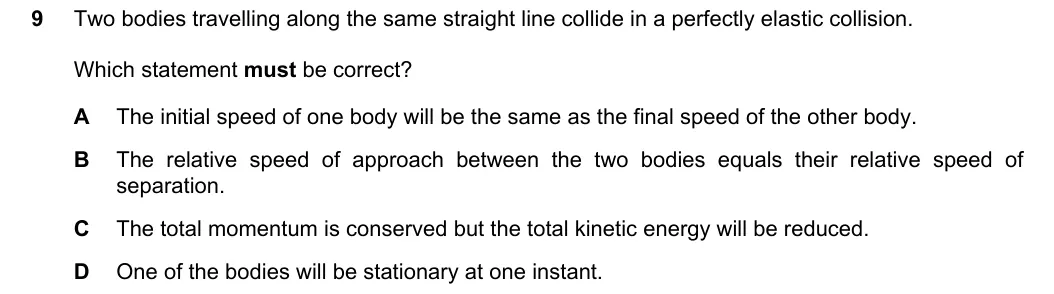 9 Two bodies travelling along the same straight line collide in a perfectly elastic collision.
Which statement must be correct?
A The initial speed of one body will be the same as the final speed of the other body.
B The relative speed of approach between the two bodies equals their relative speed of
separation.
C The total momentum is conserved but the total kinetic energy will be reduced.
D One of the bodies will be stationary at one instant.